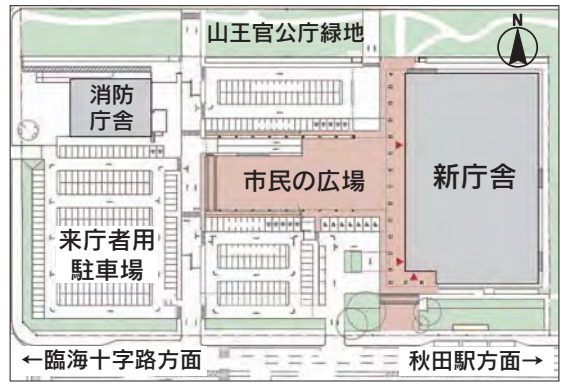 山王官公庁緑地
N
消防
庁舎
市民の広場
新庁舎
来庁者用
駐車場
←臨海十字路方面
秋田駅方面→